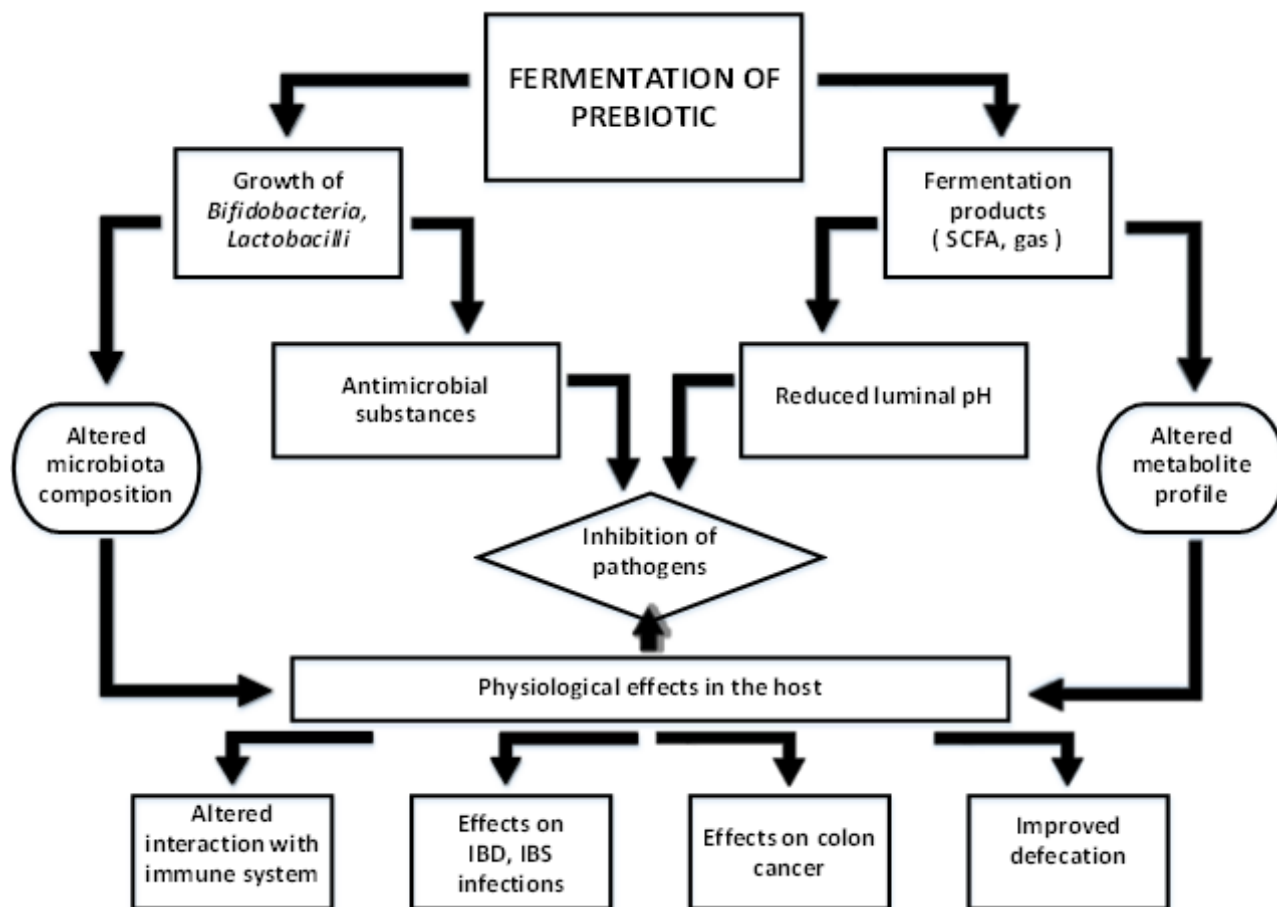 FERMENTATION OF
PREBIOTIC
Growth of
Bifidobacteria,
Lactobacilli
Fermentation
products
( SCFA, gas )
Antimicrobial
substances
Reduced luminal pH
Altered
microbiota
composition
Altered
metabolite
profile
Inhibition of
pathogens
Physiological effects in the host
Altered
interaction with
immune system
Effects on
IBD, IBS
infections
Effects on colon
cancer
Improved
defecation